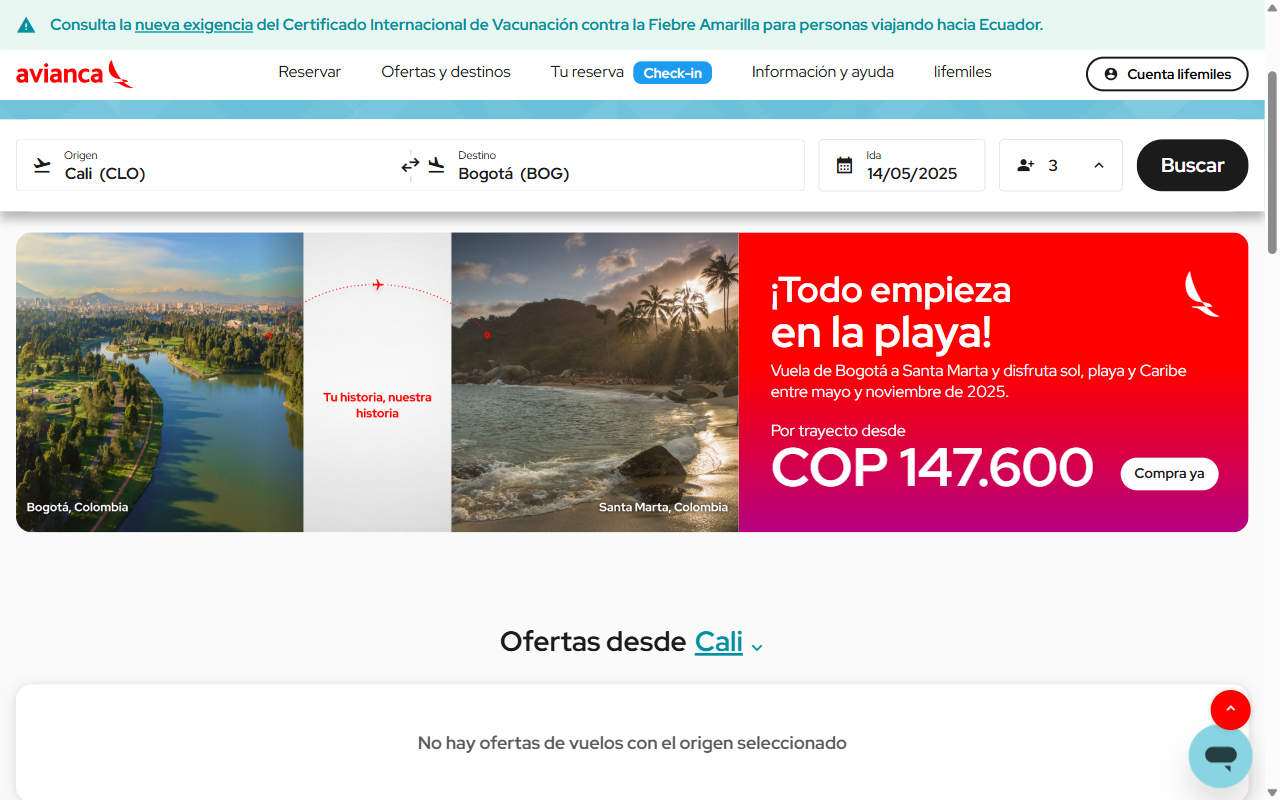 Consulta la nueva exigencia del Certificado Internacional de Vacunación contra la Fiebre Amarilla para personas viajando hacia Ecuador.
avianca
Reservar
Ofertas y destinos
Tu reserva
Check-in
Información y ayuda
lifemiles
Cuenta lifemiles
Origen
Cali (CLO)
Destino
Bogotá (BOG)
Ida
14/05/2025
3
Buscar
Tu historia, nuestra
historia
Bogotá, Colombia
Santa Marta, Colombia
¡Todo empieza
en la playa!
Vuela de Bogotá a Santa Marta y disfruta sol, playa y Caribe
entre mayo y noviembre de 2025.
Por trayecto desde
COP 147.600
Compra ya
Ofertas desde Cali
No hay ofertas de vuelos con el origen seleccionado